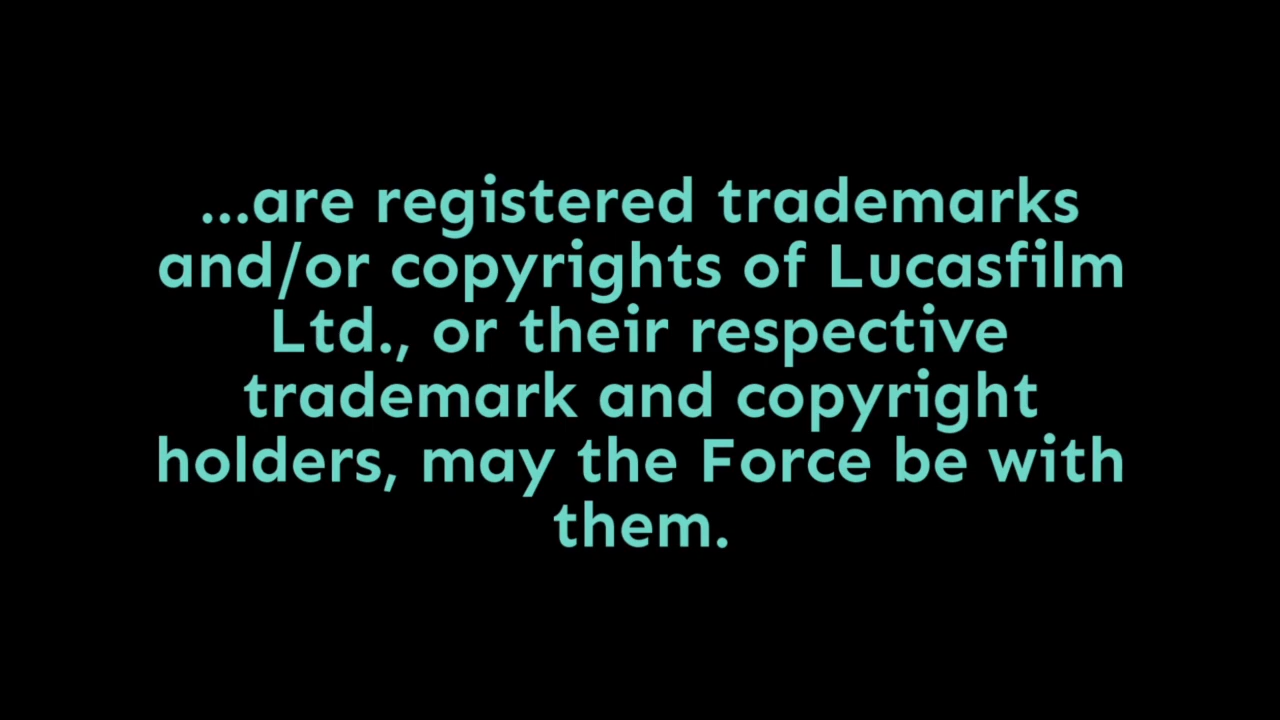 ...are registered trademarks
and/or copyrights of Lucasfilm
Ltd., or their respective
trademark and copyright
holders, may the Force be with
them.